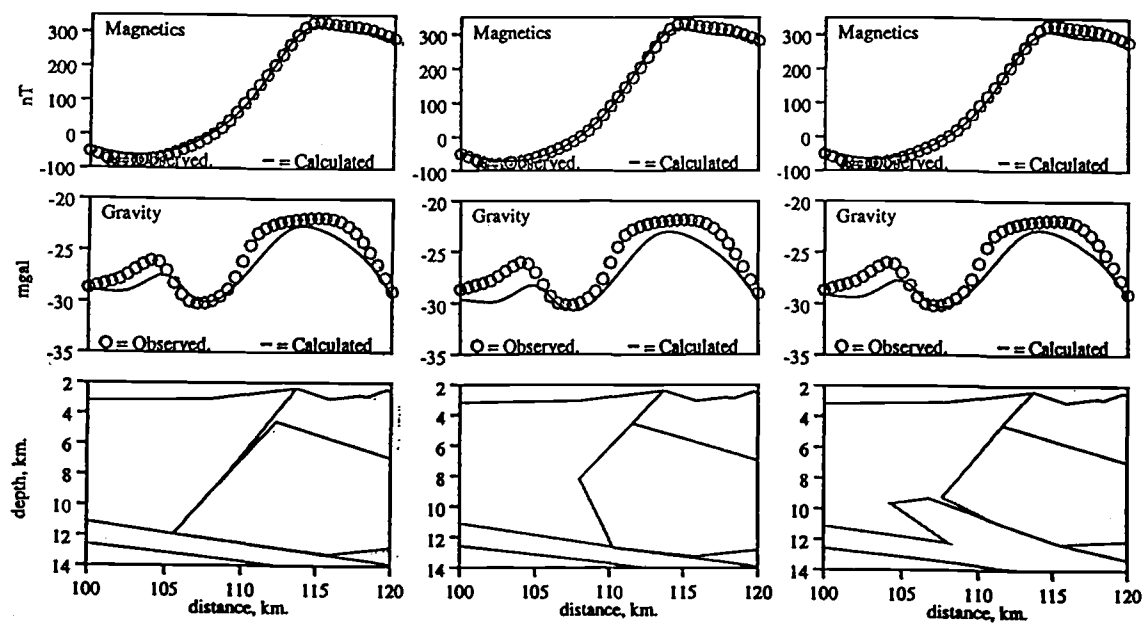 nT
300
200
100
0
-100
Magnetics
O = Observed.
– = Calculated
300
200
100
0
-100
Magnetics
O = Observed.
– = Calculated
300
200
100
0
-100
Magnetics
O = Observed.
– = Calculated
mgal
-20
-25
-30
-35
Gravity
O = Observed.
– = Calculated
-20
-25
-30
-35
Gravity
O = Observed.
– = Calculated
-20
-25
-30
-35
Gravity
O = Observed.
– = Calculated
depth, km.
2
4
6
8
10
12
14
100 105 110 115 120
distance, km.
2
4
6
8
10
12
14
100 105 110 115 120
distance, km.
2
4
6
8
10
12
14
100 105 110 115 120
distance, km.